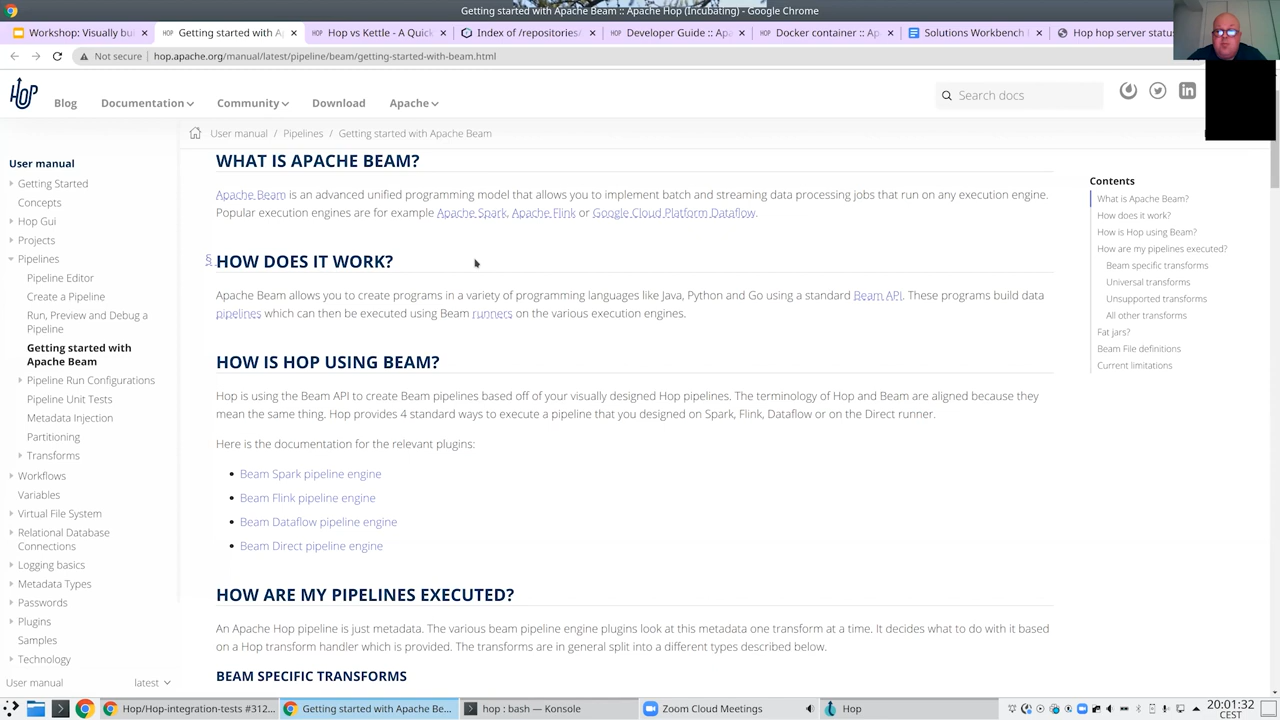 Getting started with Apache Beam :: Apache Hop (Incubating) - Google Chrome
Workshop: Visually bui
Getting started with Ap
Hop vs Kettle - A Quick
Index of /repositories/
Developer Guide :: Apa
Docker container :: Ap
Solutions Workbench
Hop hop server status
Not secure
hop.apache.org/manual/latest/pipeline/beam/getting-started-with-beam.html
HOP
Blog
Documentation
Community
Download
Apache
Search docs
User manual / Pipelines / Getting started with Apache Beam
User manual
Getting Started
Concepts
Hop Gui
Projects
Pipelines
Pipeline Editor
Create a Pipeline
Run, Preview and Debug a
Pipeline
Getting started with
Apache Beam
Pipeline Run Configurations
Pipeline Unit Tests
Metadata Injection
Partitioning
Transforms
Workflows
Variables
Virtual File System
Relational Database
Connections
Logging basics
Metadata Types
Passwords
Plugins
Samples
Technology
User manual
latest
WHAT IS APACHE BEAM?
Apache Beam is an advanced unified programming model that allows you to implement batch and streaming data processing jobs that run on any execution engine.
Popular execution engines are for example Apache Spark, Apache Flink or Google Cloud Platform Dataflow.
§ HOW DOES IT WORK?
Apache Beam allows you to create programs in a variety of programming languages like Java, Python and Go using a standard Beam API. These programs build data
pipelines which can then be executed using Beam runners on the various execution engines.
HOW IS HOP USING BEAM?
Hop is using the Beam API to create Beam pipelines based off of your visually designed Hop pipelines. The terminology of Hop and Beam are aligned because they
mean the same thing. Hop provides 4 standard ways to execute a pipeline that you designed on Spark, Flink, Dataflow or on the Direct runner.
Here is the documentation for the relevant plugins:
• Beam Spark pipeline engine
• Beam Flink pipeline engine
• Beam Dataflow pipeline engine
• Beam Direct pipeline engine
HOW ARE MY PIPELINES EXECUTED?
An Apache Hop pipeline is just metadata. The various beam pipeline engine plugins look at this metadata one transform at a time. It decides what to do with it based
on a Hop transform handler which is provided. The transforms are in general split into a different types described below.
BEAM SPECIFIC TRANSFORMS
Contents
What is Apache Beam?
How does it work?
How is Hop using Beam?
How are my pipelines executed?
Beam specific transforms
Universal transforms
Unsupported transforms
All other transforms
Fat jars?
Beam File definitions
Current limitations
Hop/Hop-integration-tests #312...
Getting started with Apache Be...
hop : bash — Konsole
Zoom Cloud Meetings
Hop
20:01:32
CEST